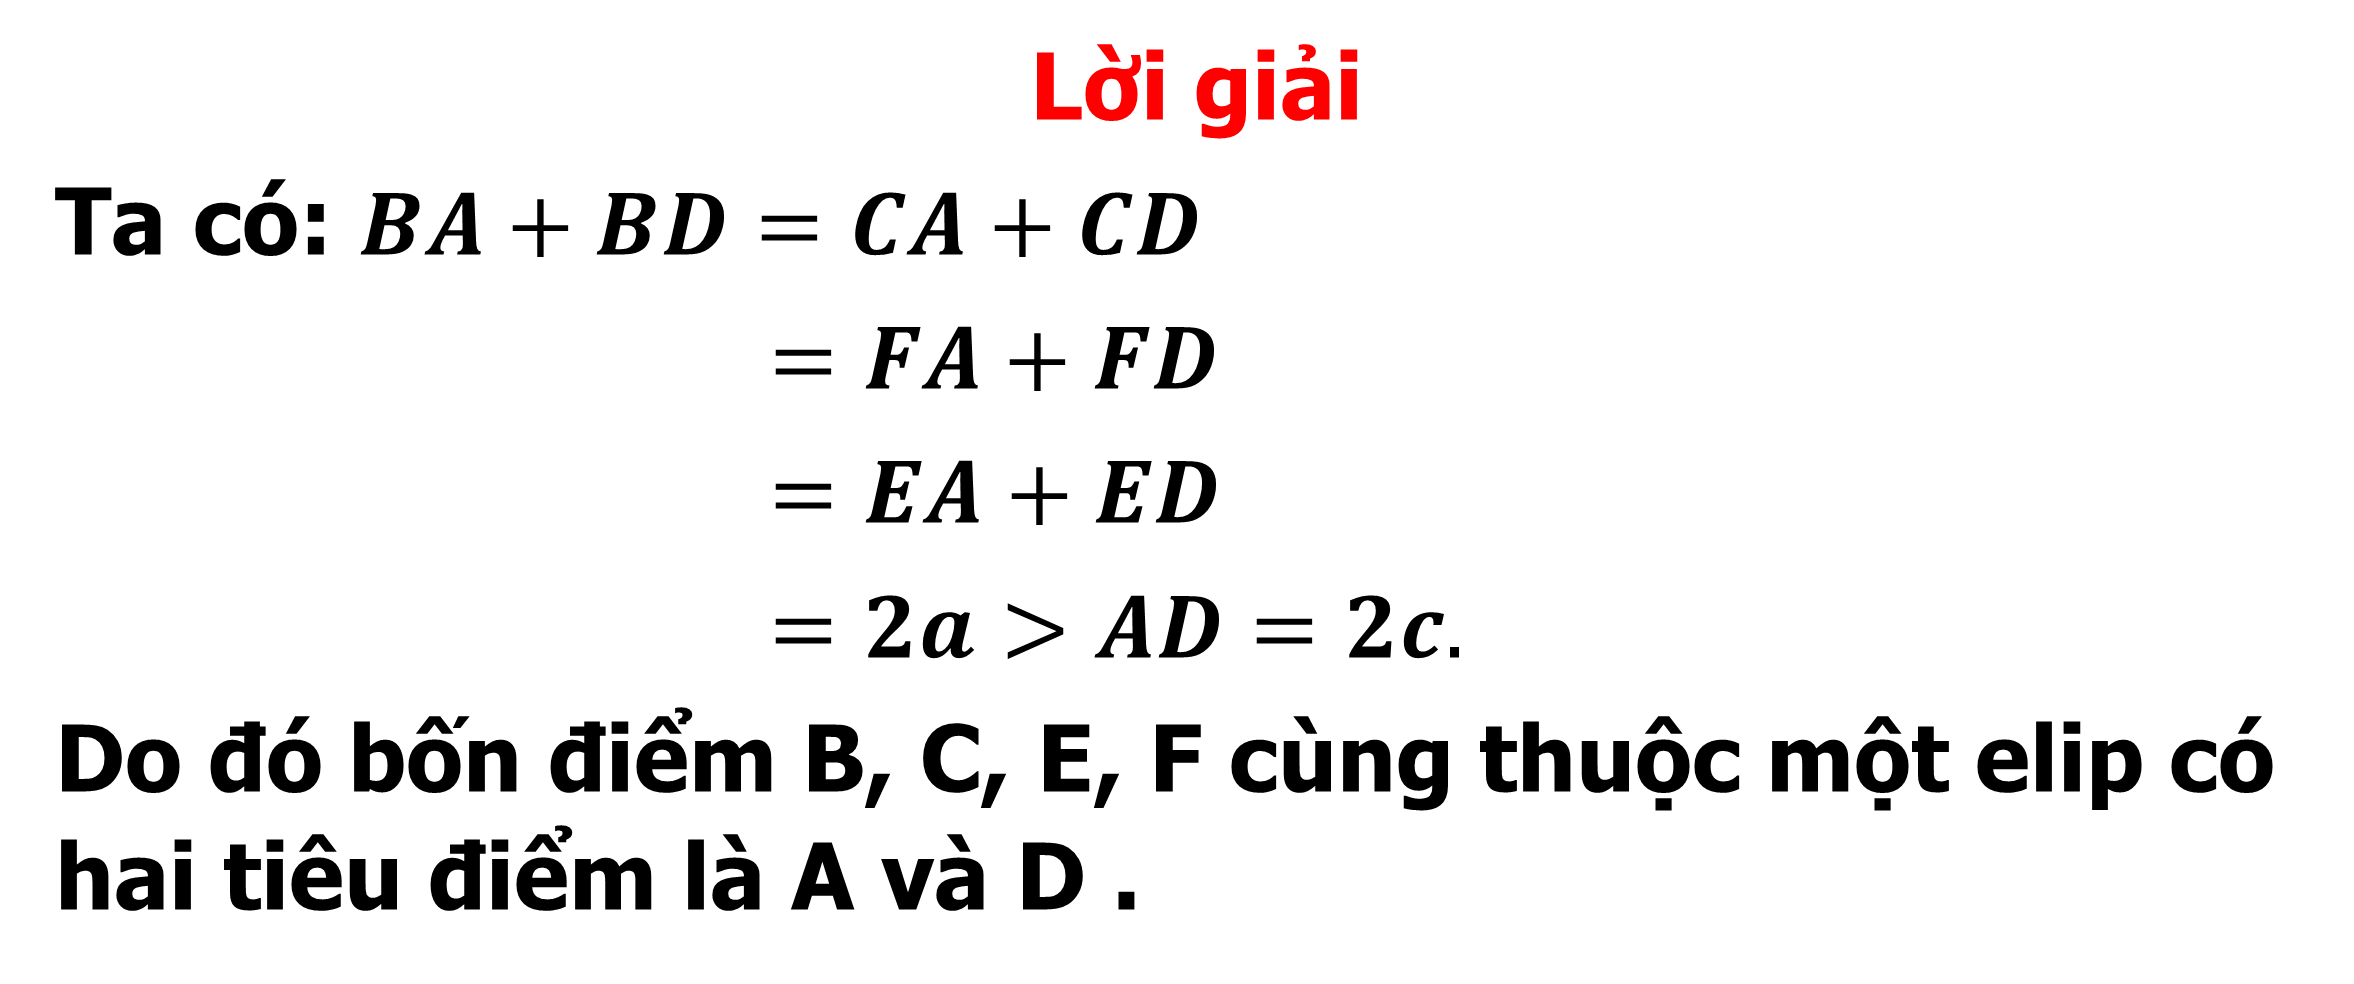 Lời giải
Ta có: BA + BD = CA + CD
= FA + FD
= EA + ED
= 2a > AD = 2c.
Do đó bốn điểm B, C, E, F cùng thuộc một elip có
hai tiêu điểm là A và D .